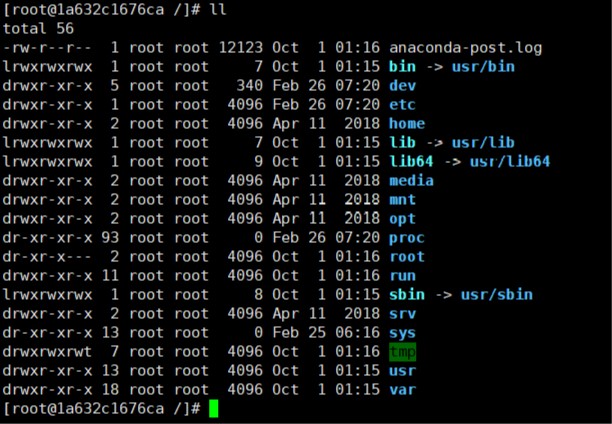 [root@1a632c1676ca /]# ll
total 56
-rw-r--r--  1 root root 12123 Oct  1 01:16 anaconda-post.log
lrwxrwxrwx  1 root root     7 Oct  1 01:15 bin -> usr/bin
drwxr-xr-x  5 root root   340 Feb 26 07:20 dev
drwxr-xr-x  1 root root  4096 Feb 26 07:20 etc
drwxr-xr-x  2 root root  4096 Apr 11  2018 home
lrwxrwxrwx  1 root root     7 Oct  1 01:15 lib -> usr/lib
lrwxrwxrwx  1 root root     9 Oct  1 01:15 lib64 -> usr/lib64
drwxr-xr-x  2 root root  4096 Apr 11  2018 media
drwxr-xr-x  2 root root  4096 Apr 11  2018 mnt
drwxr-xr-x  2 root root  4096 Apr 11  2018 opt
dr-xr-xr-x 93 root root     0 Feb 26 07:20 proc
dr-xr-x---  2 root root  4096 Oct  1 01:16 root
drwxr-xr-x 11 root root  4096 Oct  1 01:16 run
lrwxrwxrwx  1 root root     8 Oct  1 01:15 sbin -> usr/sbin
drwxr-xr-x  2 root root  4096 Apr 11  2018 srv
dr-xr-xr-x 13 root root     0 Feb 25 06:16 sys
drwxrwxrwt  7 root root  4096 Oct  1 01:16 tmp
drwxr-xr-x 13 root root  4096 Oct  1 01:15 usr
drwxr-xr-x 18 root root  4096 Oct  1 01:15 var
[root@1a632c1676ca /]#